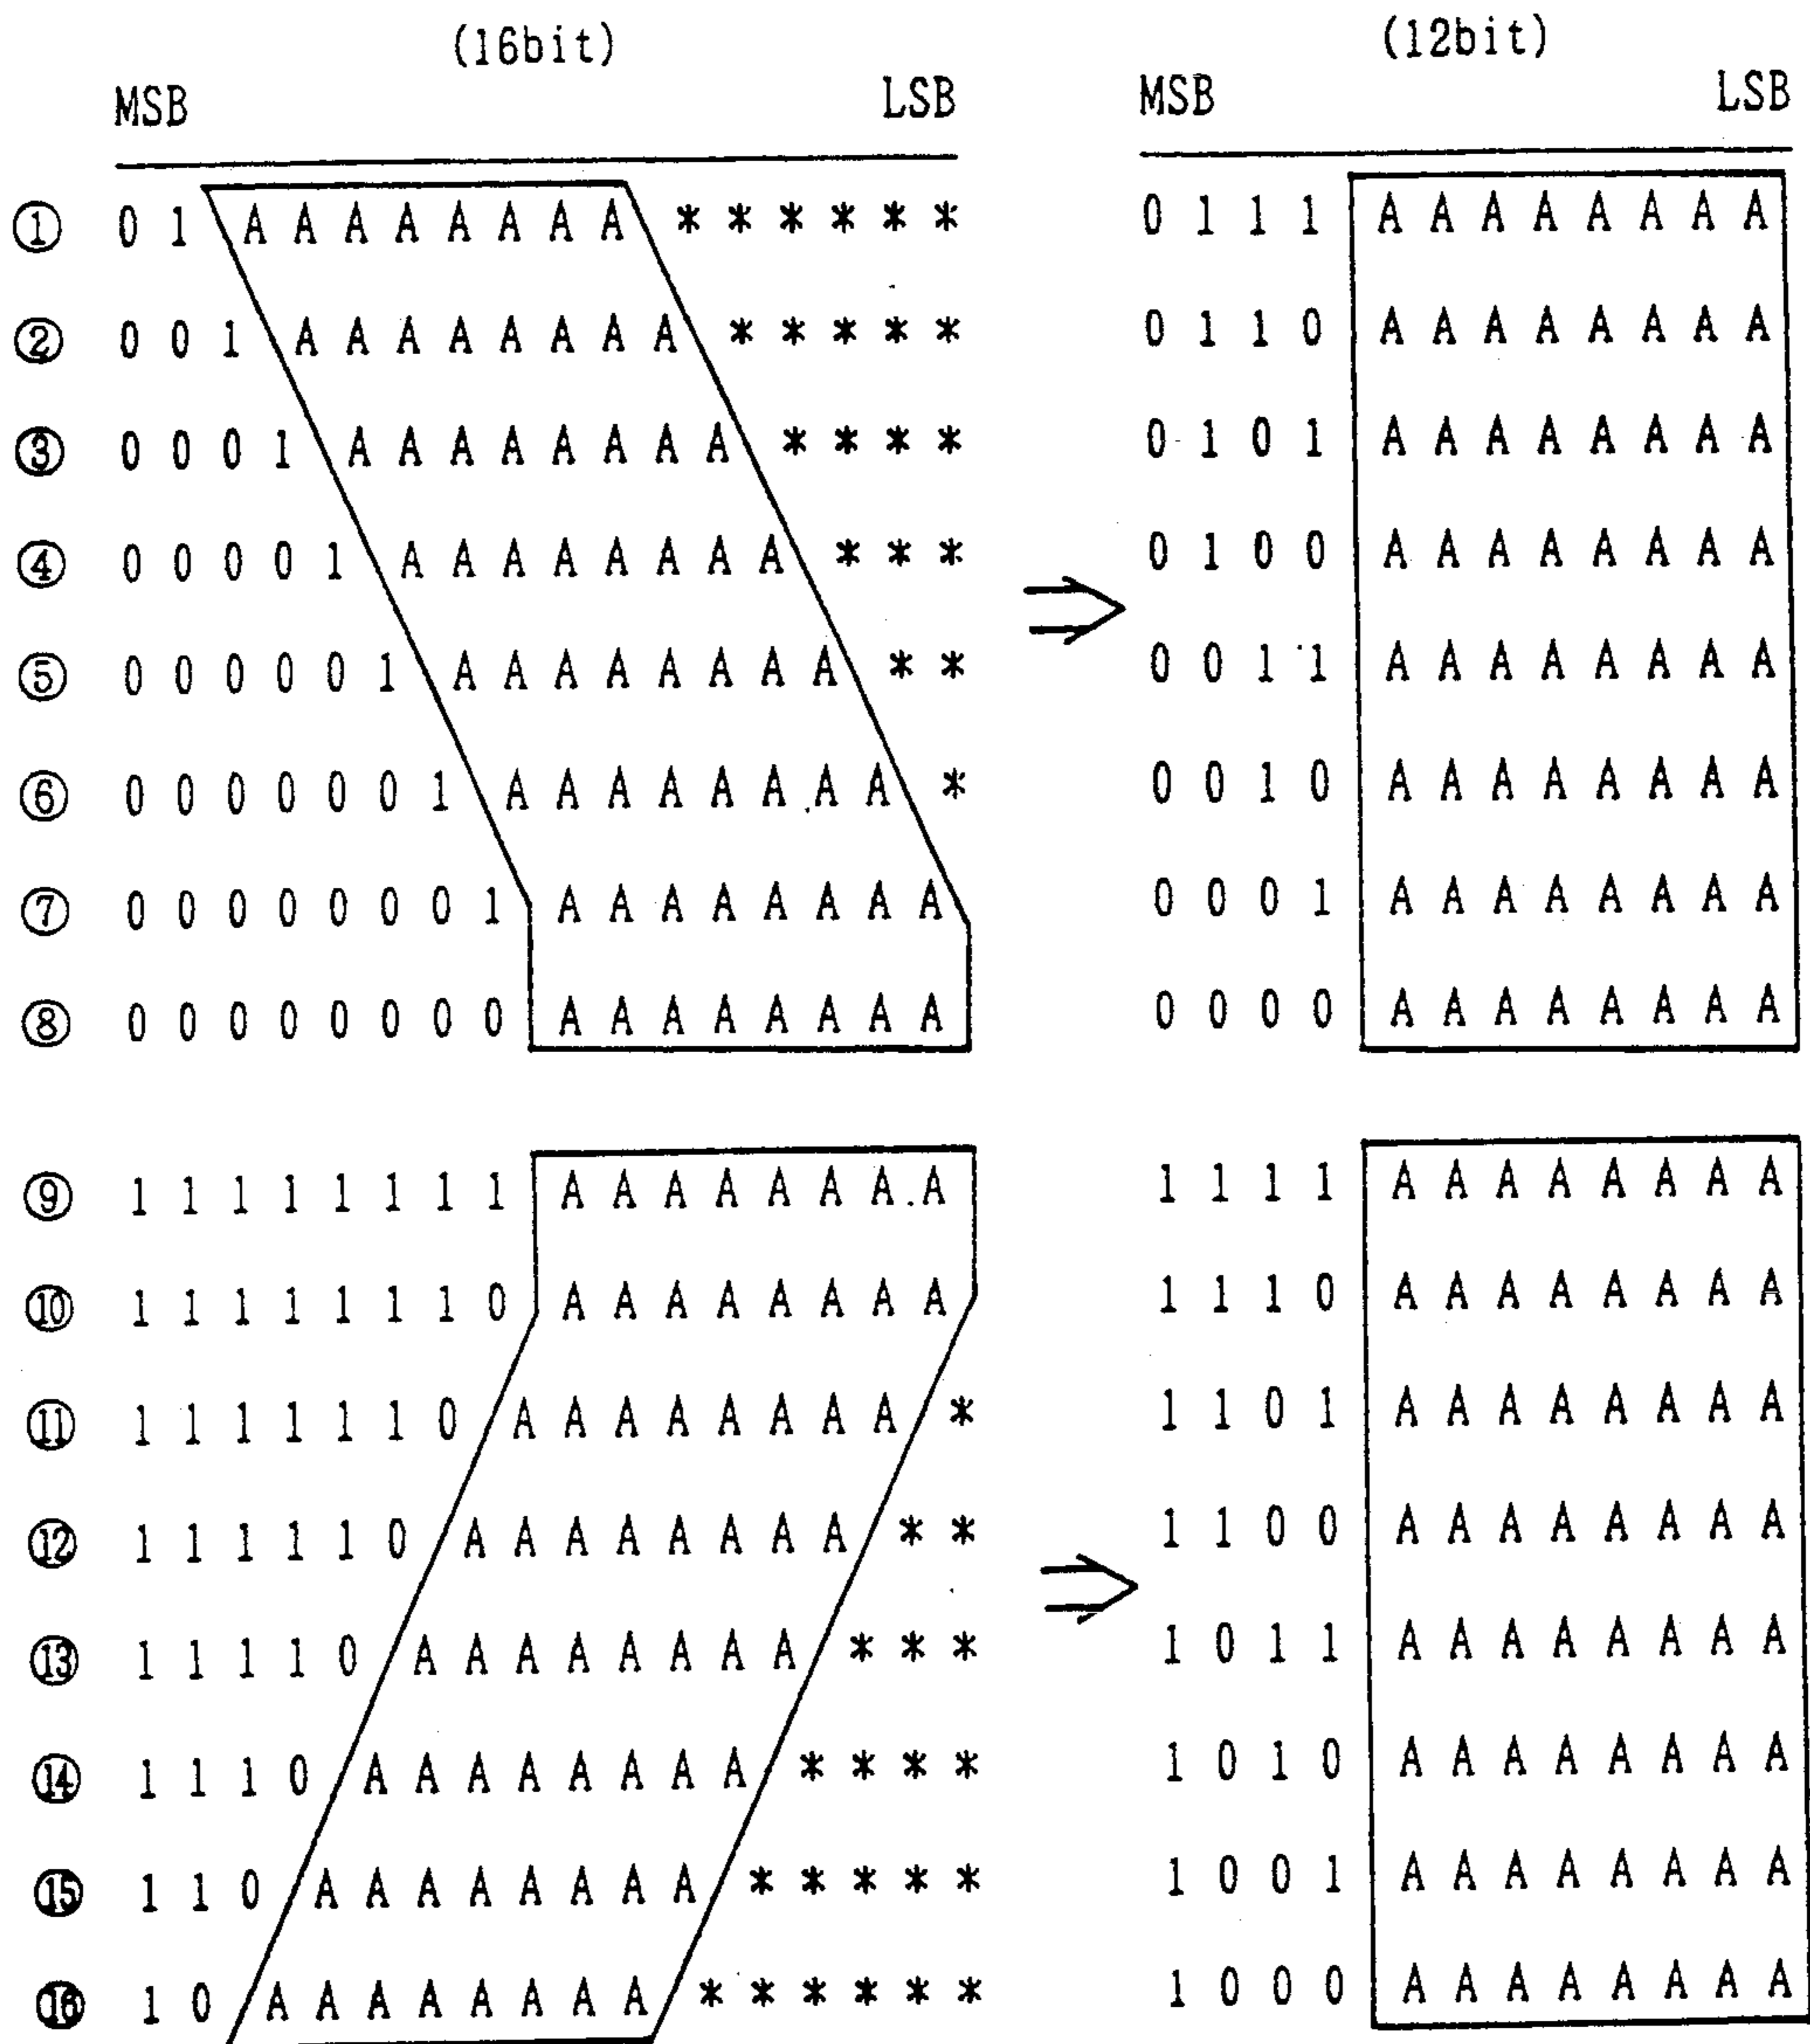 (16bit) (12bit)
MSB LSB MSB LSB
① 0 1 A A A A A A A A * * * * * * 0 1 1 1 A A A A A A A A
② 0 0 1 A A A A A A A A * * * * * 0 1 1 0 A A A A A A A A
③ 0 0 0 1 A A A A A A A A * * * * 0 1 0 1 A A A A A A A A
④ 0 0 0 0 1 A A A A A A A A * * * 0 1 0 0 A A A A A A A A
⑤ 0 0 0 0 0 1 A A A A A A A A * * 0 0 1 1 A A A A A A A A
⑥ 0 0 0 0 0 0 1 A A A A A A A A * 0 0 1 0 A A A A A A A A
⑦ 0 0 0 0 0 0 0 1 A A A A A A A A 0 0 0 1 A A A A A A A A
⑧ 0 0 0 0 0 0 0 0 A A A A A A A A 0 0 0 0 A A A A A A A A
⑨ 1 1 1 1 1 1 1 1 A A A A A A A A 1 1 1 1 A A A A A A A A
⑩ 1 1 1 1 1 1 1 0 A A A A A A A A 1 1 1 0 A A A A A A A A
⑪ 1 1 1 1 1 1 0 A A A A A A A A * 1 1 0 1 A A A A A A A A
⑫ 1 1 1 1 1 0 A A A A A A A A * * 1 1 0 0 A A A A A A A A
⑬ 1 1 1 1 0 A A A A A A A A * * * 1 0 1 1 A A A A A A A A
⑭ 1 1 1 0 A A A A A A A A * * * * 1 0 1 0 A A A A A A A A
⑮ 1 1 0 A A A A A A A A * * * * * 1 0 0 1 A A A A A A A A
⑯ 1 0 A A A A A A A A * * * * * * 1 0 0 0 A A A A A A A A